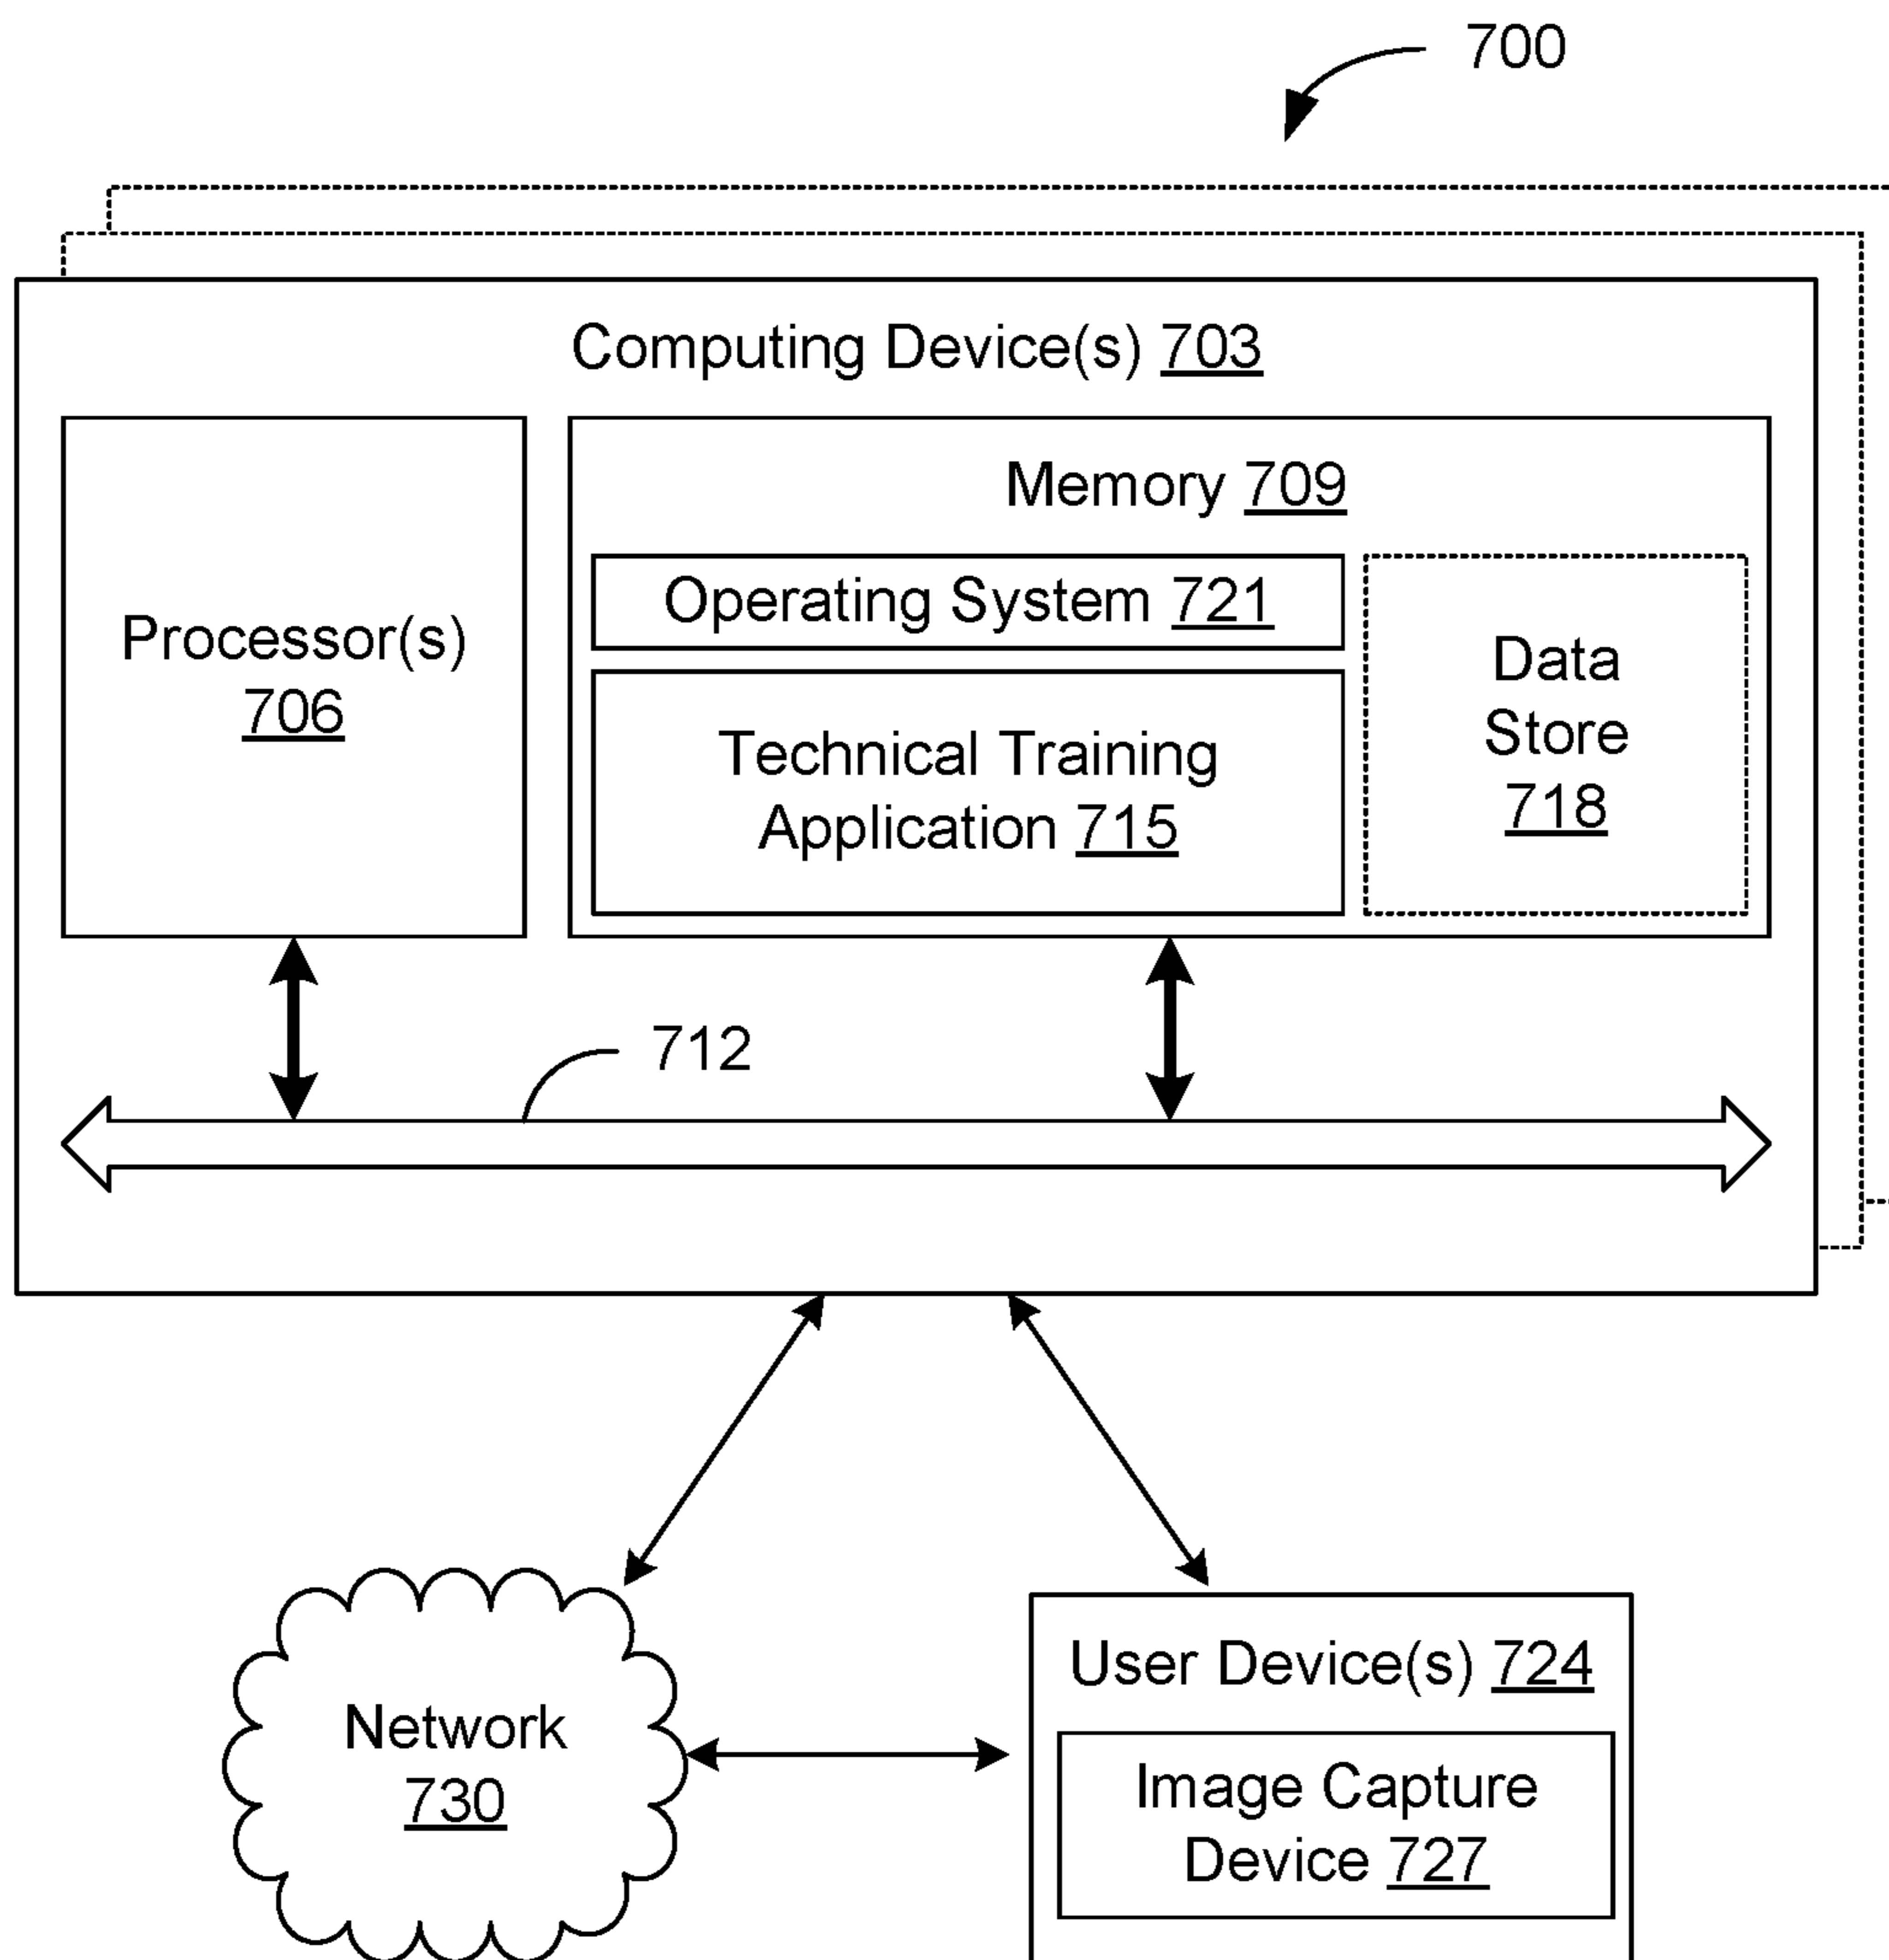 700
Computing Device(s) 703
Memory 709
Operating System 721
Processor(s)
706
Technical Training
Application 715
Data
Store
718
712
User Device(s) 724
Network
730
Image Capture
Device 727